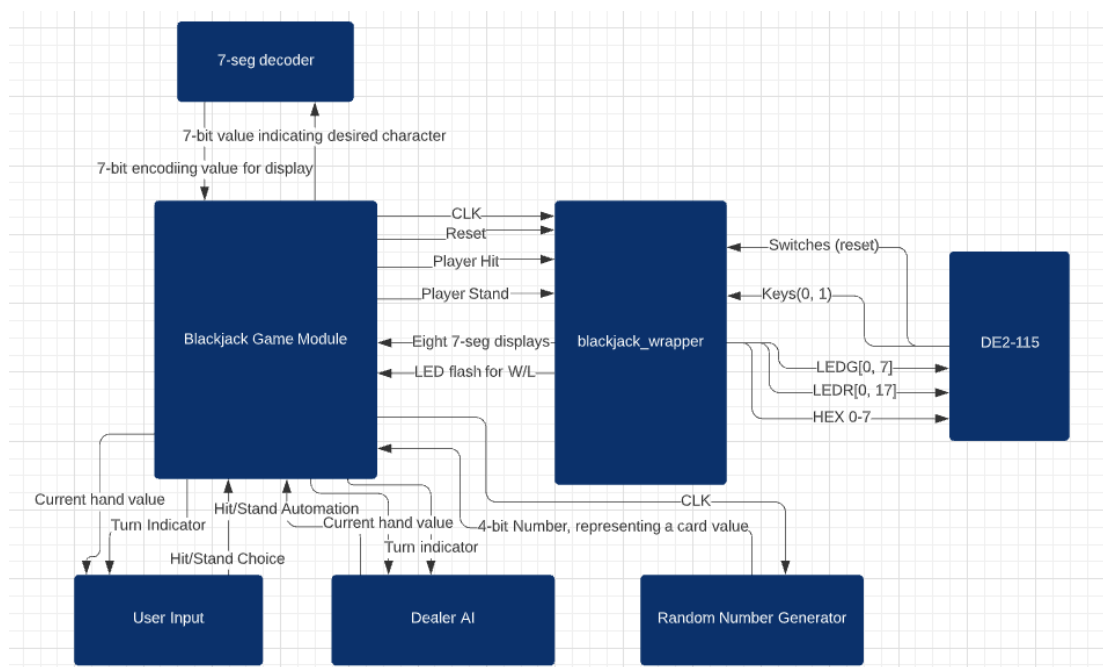 7-seg decoder
7-bit value indicating desired character
7-bit encodiing value for display
CLK
Reset
Player Hit
Player Stand
Eight 7-seg displays
LED flash for W/L
Blackjack Game Module
blackjack_wrapper
Switches (reset)
Keys(0, 1)
DE2-115
LEDG[0, 7]
LEDR[0, 17]
HEX 0-7
Current hand value
Turn Indicator
Hit/Stand Choice
Hit/Stand Automation
Current hand value
Turn indicator
4-bit Number, representing a card value
CLK
User Input
Dealer AI
Random Number Generator